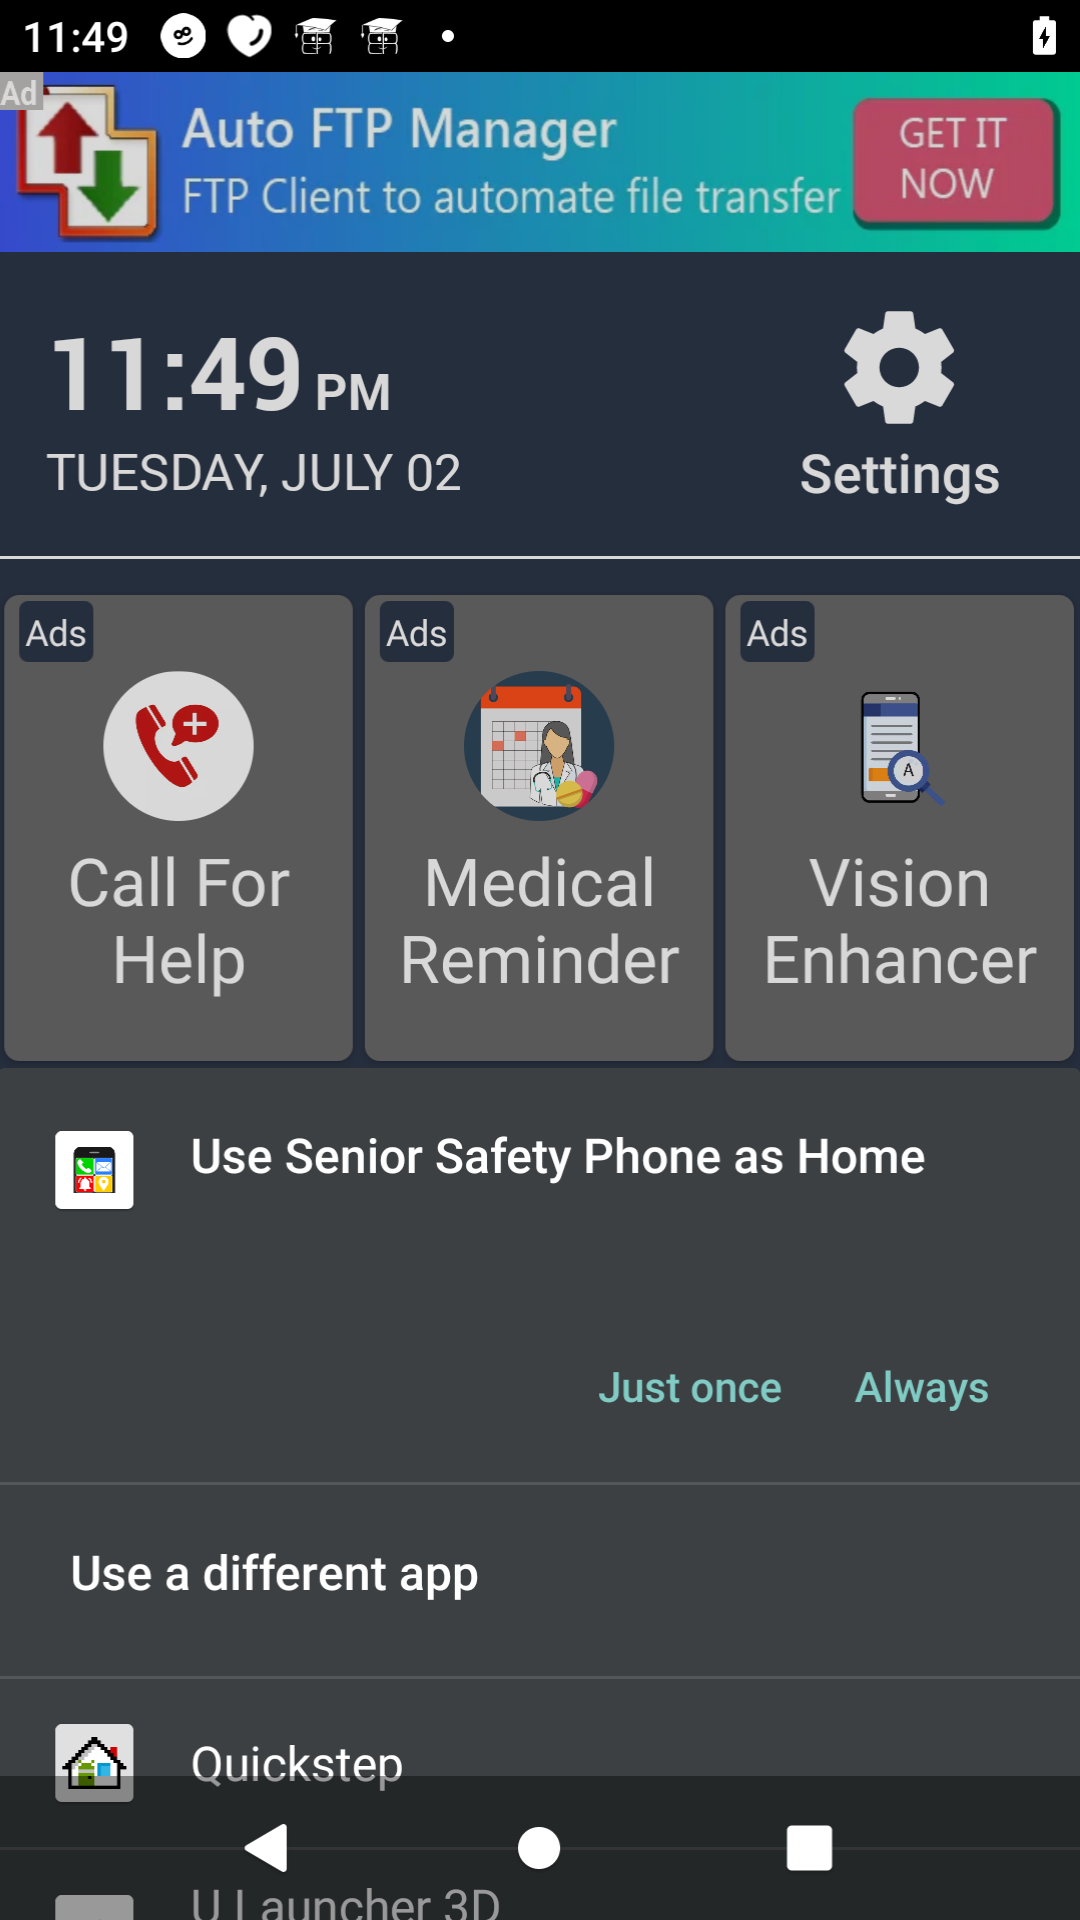 11:49
Ad
Auto FTP Manager
FTP Client to automate file transfer
GET IT
NOW
11:49 PM
TUESDAY, JULY 02
Settings
Ads
Ads
Ads
Call For
Help
Medical
Reminder
A
Vision
Enhancer
Use Senior Safety Phone as Home
Just once
Always
Use a different app
Quickstep
U Launcher 3D